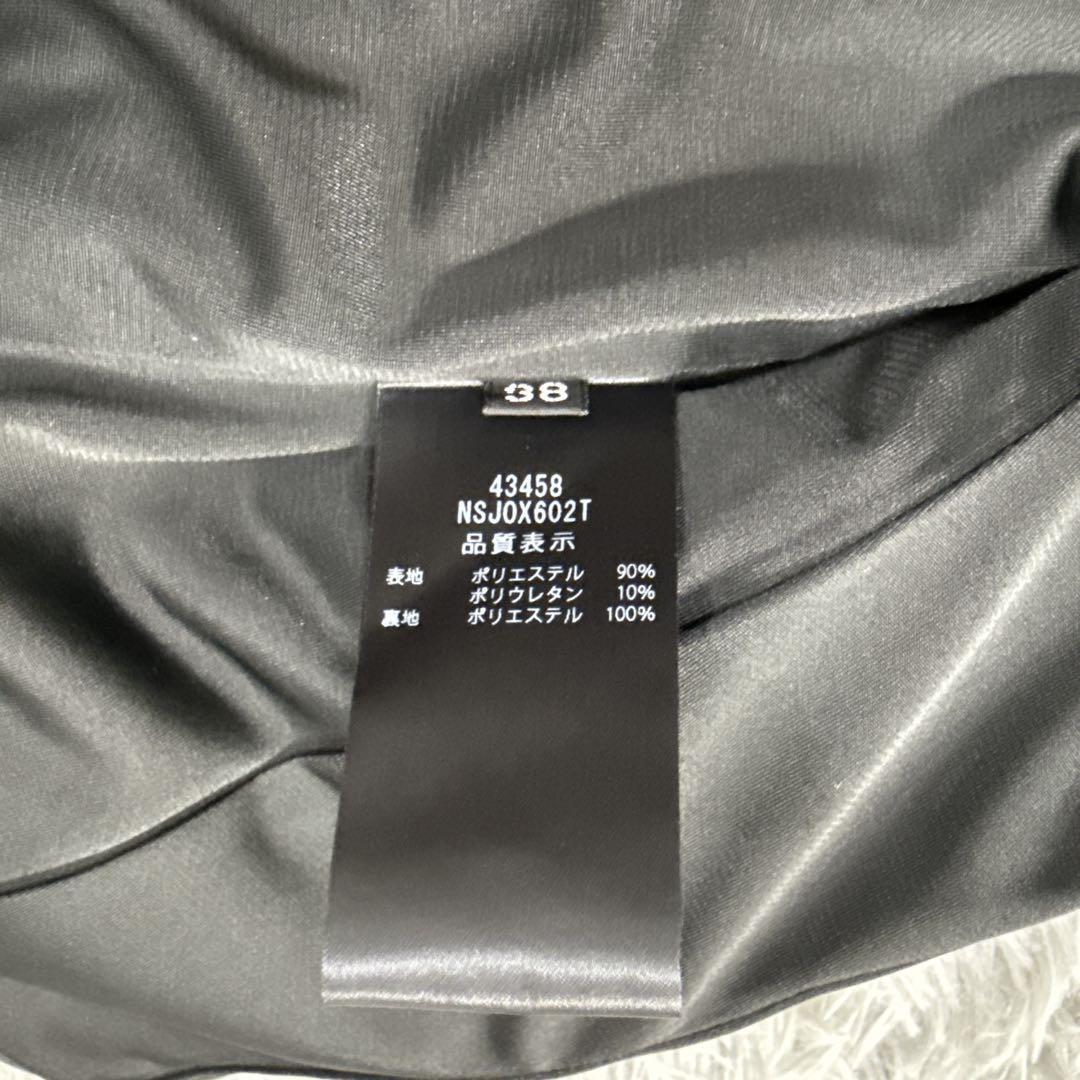 38
43458
NSJOX602T
品質表示
表地 ポリエステル 90%
ポリウレタン 10%
裏地 ポリエステル 100%